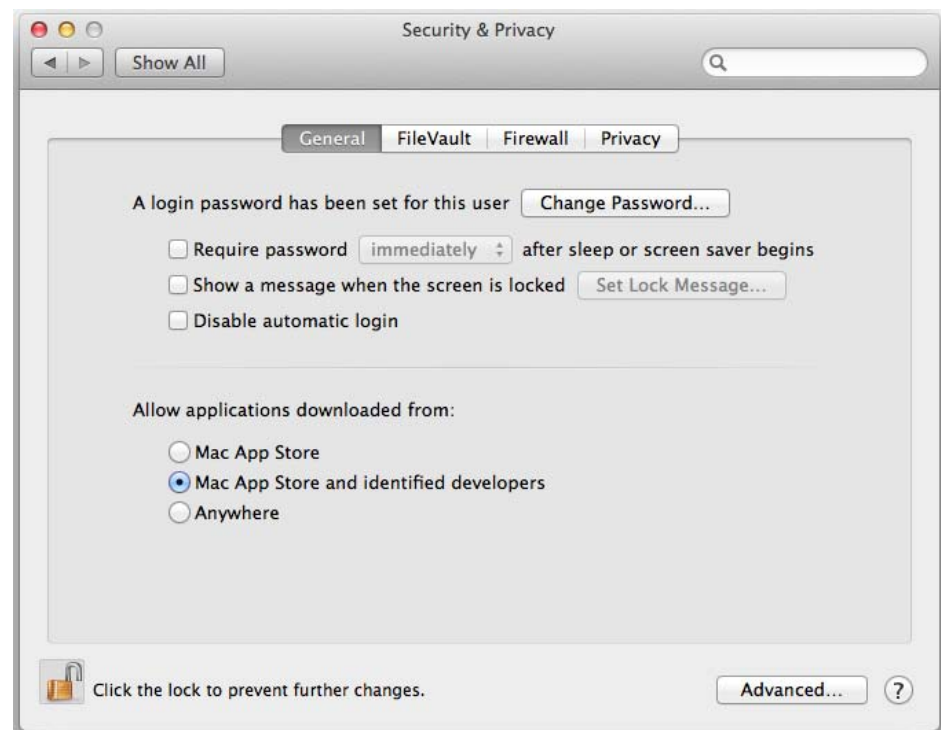 Security & Privacy
Show All
General FileVault Firewall Privacy
A login password has been set for this user Change Password...
Require password immediately after sleep or screen saver begins
Show a message when the screen is locked Set Lock Message...
Disable automatic login
Allow applications downloaded from:
Mac App Store
Mac App Store and identified developers
Anywhere
Click the lock to prevent further changes. Advanced... ?